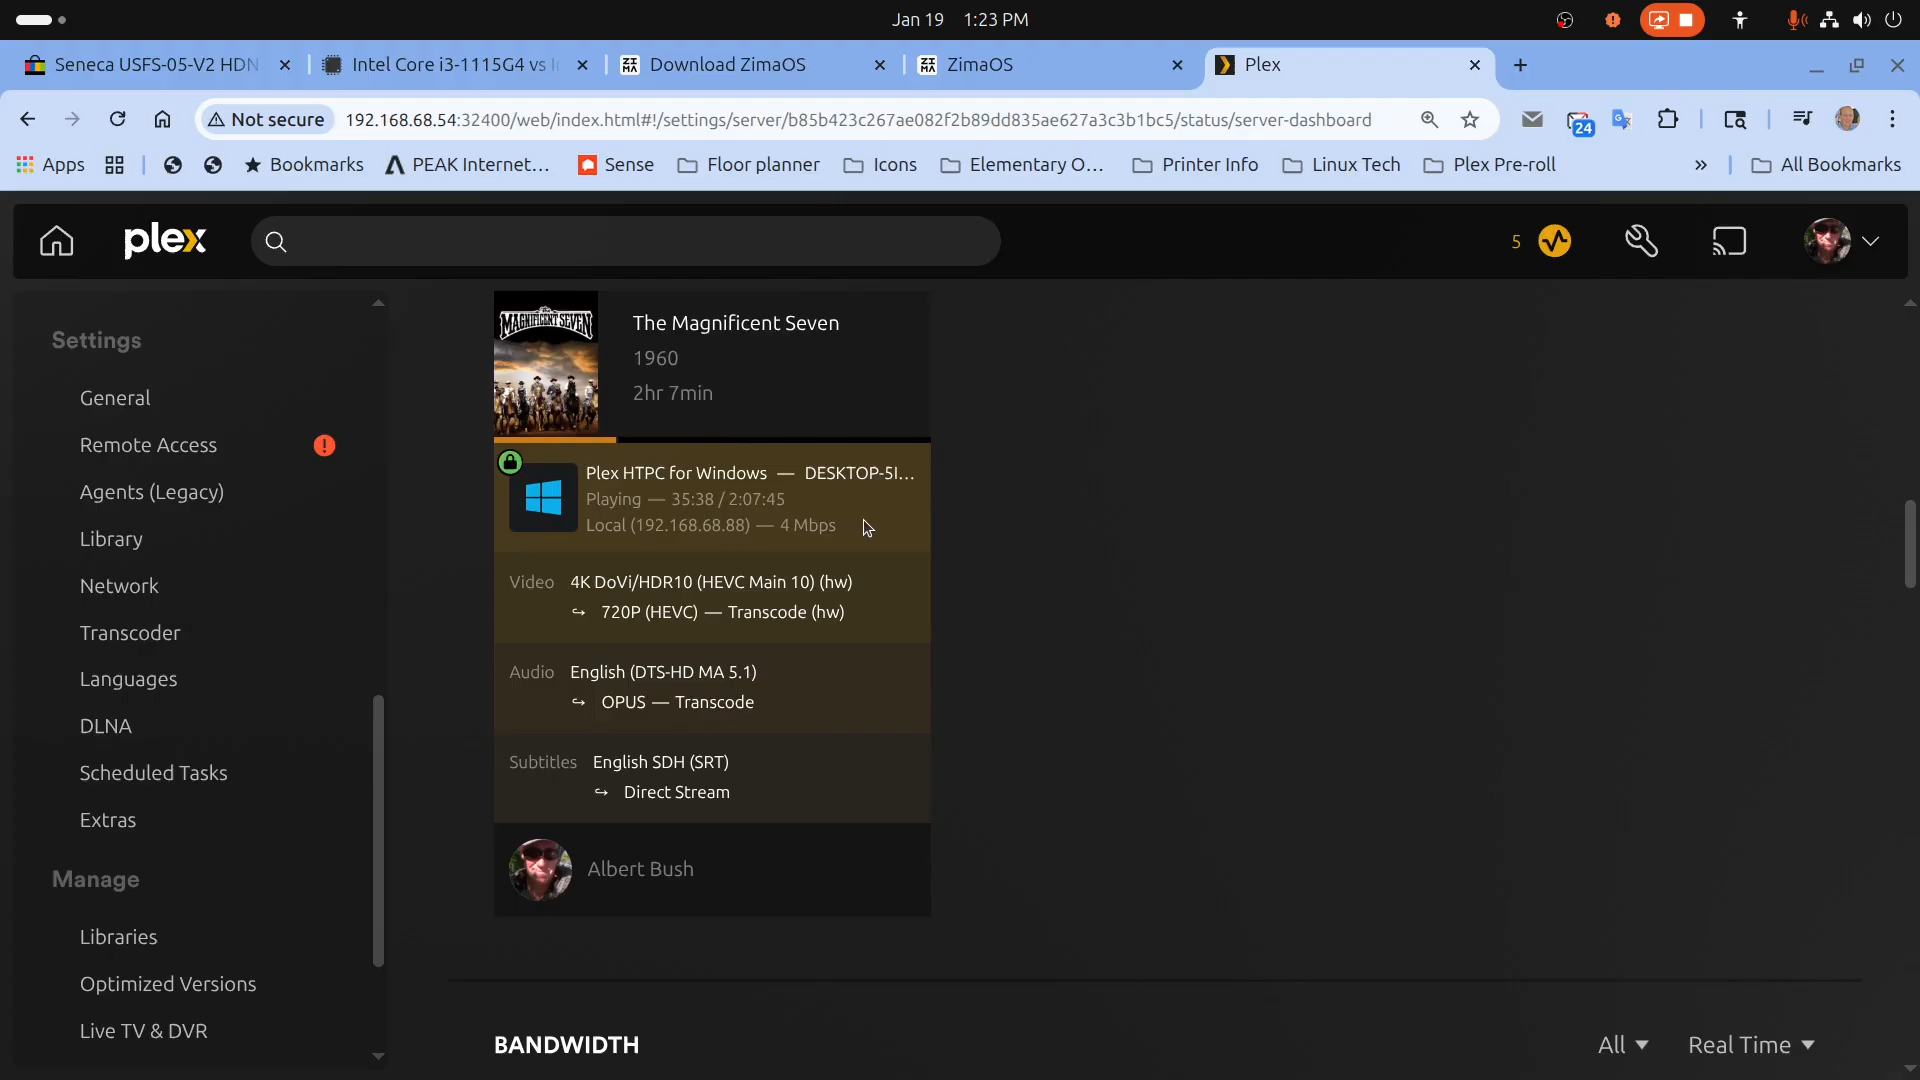 Jan 19 1:23 PM
Seneca USFS-05-V2 HDN
Intel Core i3-1115G4 vs I
ZIMA Download ZimaOS
ZIMA ZimaOS
Plex
Not secure 192.168.68.54:32400/web/index.html#!/settings/server/b85b423c267ae082f2b89dd835ae627a3c3b1bc5/status/server-dashboard
24
Apps
Bookmarks
PEAK Internet...
Sense
Floor planner
Icons
Elementary O...
Printer Info
Linux Tech
Plex Pre-roll
»
All Bookmarks
plex
5
Settings
General
Remote Access
Agents (Legacy)
Library
Network
Transcoder
Languages
DLNA
Scheduled Tasks
Extras
Manage
Libraries
Optimized Versions
Live TV & DVR
THE MAGNIFICENT SEVEN
The Magnificent Seven
1960
2hr 7min
Plex HTPC for Windows — DESKTOP-5I...
Playing — 35:38 / 2:07:45
Local (192.168.68.88) — 4 Mbps
Video 4K DoVi/HDR10 (HEVC Main 10) (hw)
↪ 720P (HEVC) — Transcode (hw)
Audio English (DTS-HD MA 5.1)
↪ OPUS — Transcode
Subtitles English SDH (SRT)
↪ Direct Stream
Albert Bush
BANDWIDTH
All
Real Time